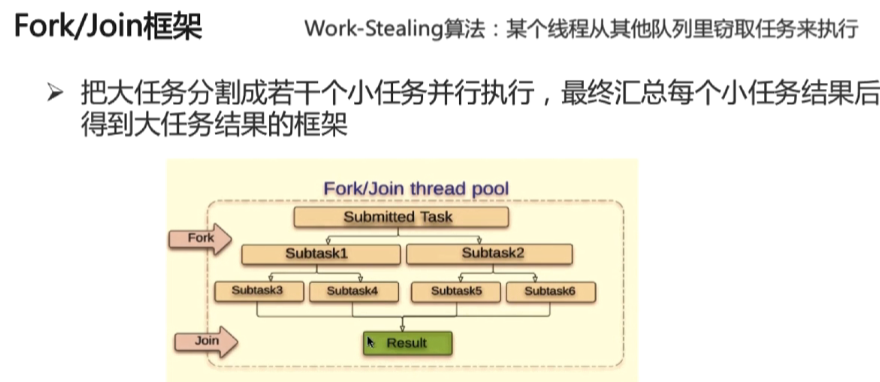 Fork/Join框架
Work-Stealing算法：某个线程从其他队列里窃取任务来执行
把大任务分割成若干个小任务并行执行，最终汇总每个小任务结果后
得到大任务结果的框架
Fork/Join thread pool
Submitted Task
Fork
Subtask1
Subtask2
Subtask3
Subtask4
Subtask5
Subtask6
Join
Result